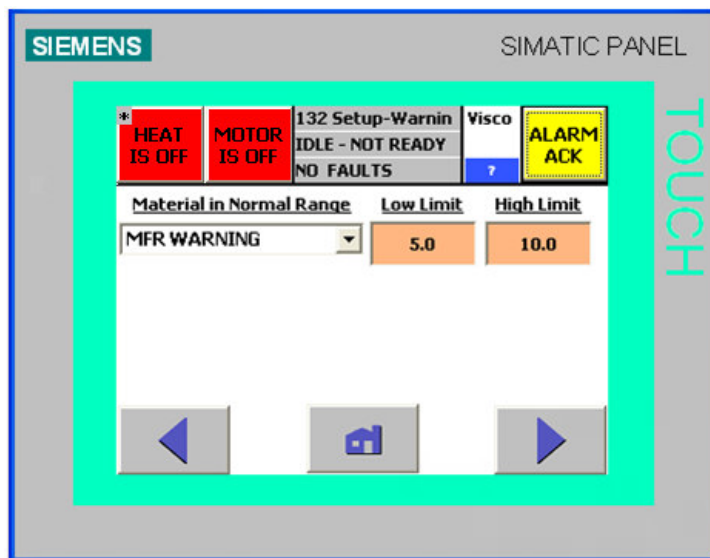 SIEMENS
SIMATIC PANEL
TOUCH
*
HEAT
IS OFF
MOTOR
IS OFF
132 Setup-Warnin
IDLE - NOT READY
NO FAULTS
Visco
?
ALARM
ACK
Material in Normal Range
Low Limit
High Limit
MFR WARNING
5.0
10.0